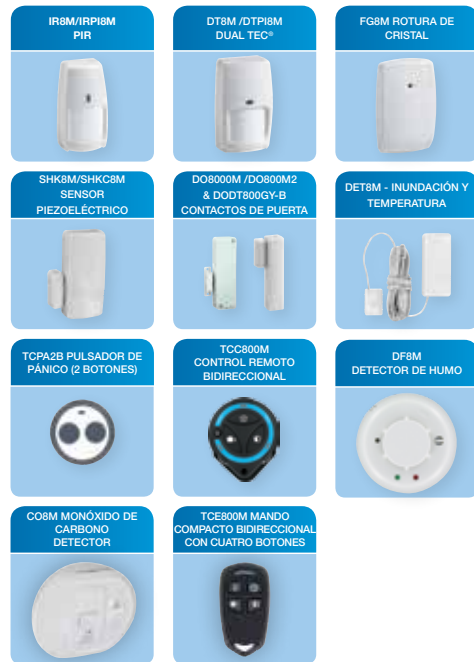 IR8M/IRPI8M
PIR
DT8M /DTPI8M
DUAL TEC®
FG8M ROTURA DE
CRISTAL
SHK8M/SHKC8M
SENSOR
PIEZOELÉCTRICO
DO8000M /DO800M2
& DODT800GY-B
CONTACTOS DE PUERTA
DET8M - INUNDACIÓN Y
TEMPERATURA
TCPA2B PULSADOR DE
PÁNICO (2 BOTONES)
TCC800M
CONTROL REMOTO
BIDIRECCIONAL
DF8M
DETECTOR DE HUMO
CO8M MONÓXIDO DE
CARBONO
DETECTOR
TCE800M MANDO
COMPACTO BIDIRECCIONAL
CON CUATRO BOTONES